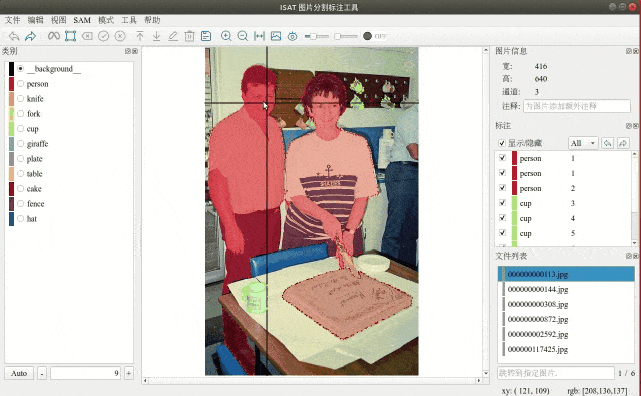 ISAT 图片分割标注工具
文件 编辑 视图 SAM 模式 工具 帮助
OFF
类别
__background__
person
knife
fork
cup
giraffe
plate
table
cake
fence
hat
Auto - 9 +
图片信息
宽: 416
高: 640
通道: 3
注释: 为图片添加额外注释
标注
显示/隐藏 All
person 1
person 1
person 2
cup 3
cup 4
cup 5
文件列表
000000000113.jpg
000000000144.jpg
000000000308.jpg
000000000872.jpg
000000002592.jpg
000000117425.jpg
跳转到指定图片. 1 / 6
xy: ( 121, 109) rgb: [208,136,137]